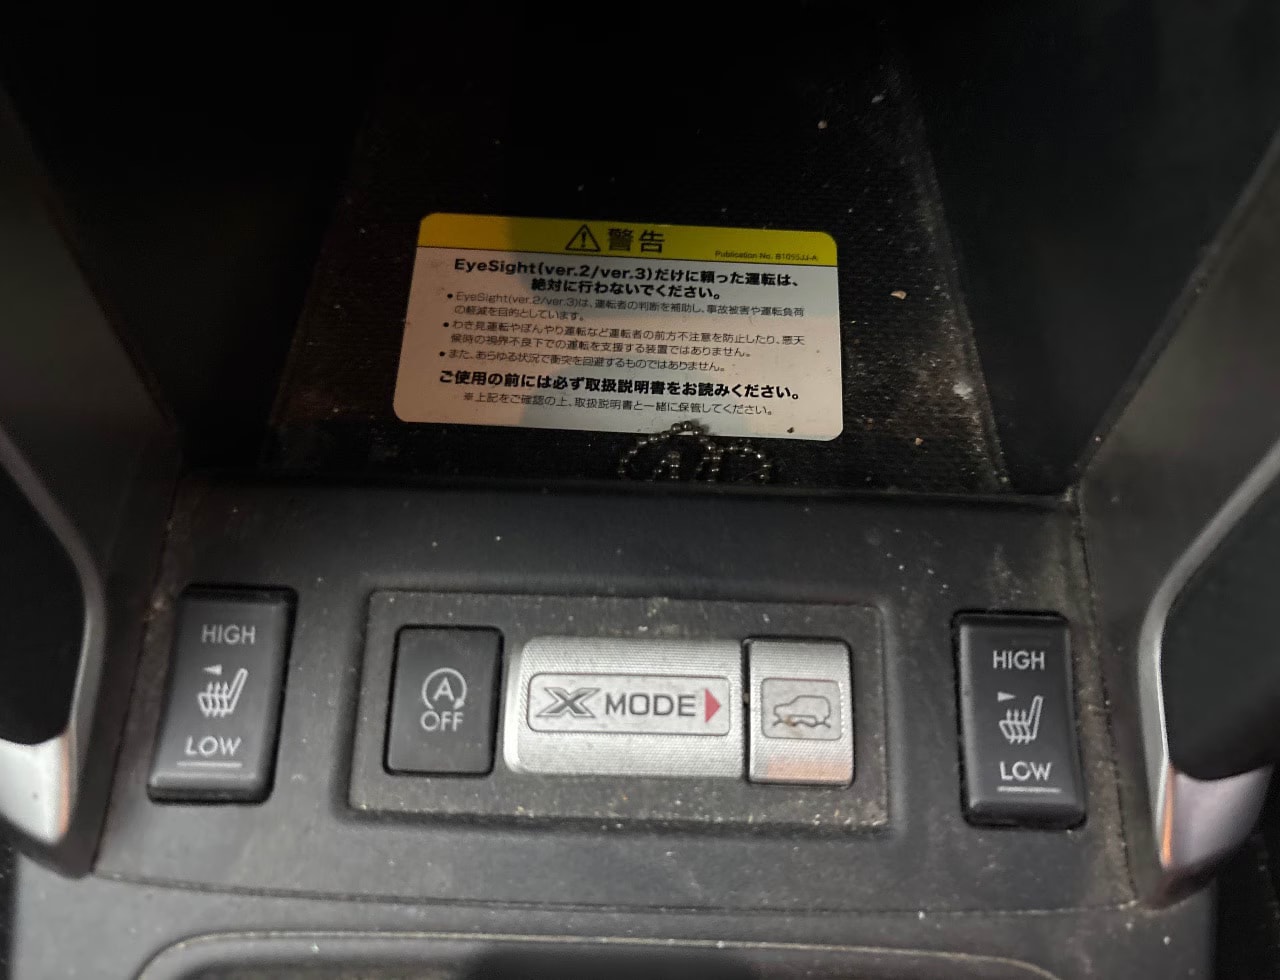 警告
Publication No. B1055JJ-A
EyeSight(ver.2/ver.3)だけに頼った運転は、
絶対に行わないでください。
●EyeSight(ver.2/ver.3)は、運転者の判断を補助し、事故被害や運転負荷
の軽減を目的としています。
●わき見運転やぼんやり運転など運転者の前方不注意を防止したり、悪天
候時の視界不良下での運転を支援する装置ではありません。
●また、あらゆる状況で衝突を回避するものではありません。
ご使用の前には必ず取扱説明書をお読みください。
※上記をご確認の上、取扱説明書と一緒に保管してください。
HIGH
LOW
A
OFF
X MODE
HIGH
LOW